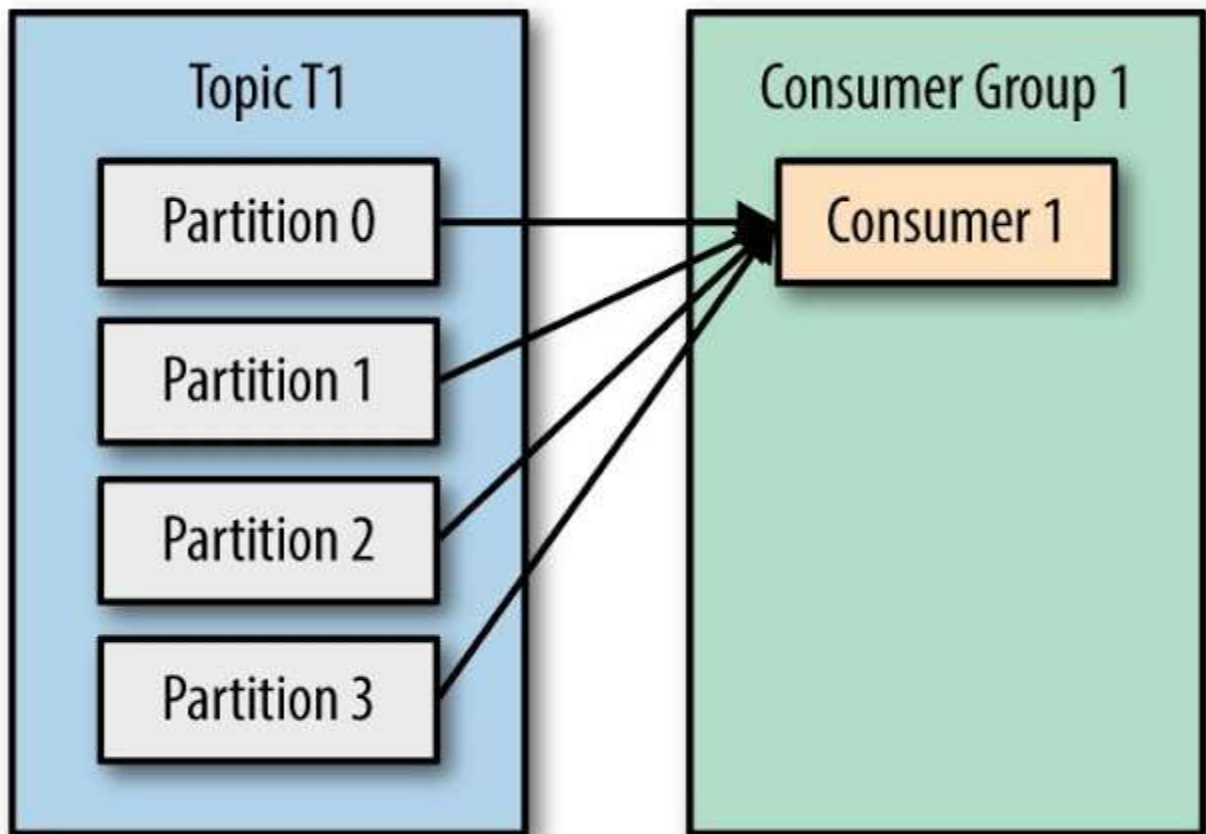 Topic T1
Partition 0
Partition 1
Partition 2
Partition 3
Consumer Group 1
Consumer 1